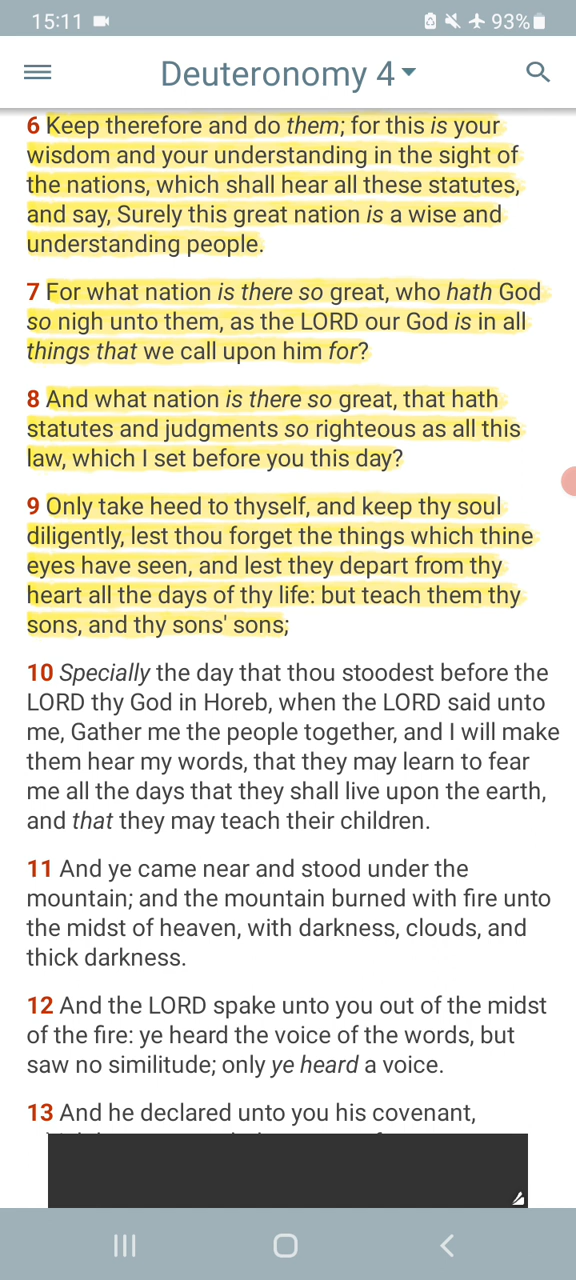 15:11
93%
Deuteronomy 4
6 Keep therefore and do them; for this is your
wisdom and your understanding in the sight of
the nations, which shall hear all these statutes,
and say, Surely this great nation is a wise and
understanding people.
7 For what nation is there so great, who hath God
so nigh unto them, as the LORD our God is in all
things that we call upon him for?
8 And what nation is there so great, that hath
statutes and judgments so righteous as all this
law, which I set before you this day?
9 Only take heed to thyself, and keep thy soul
diligently, lest thou forget the things which thine
eyes have seen, and lest they depart from thy
heart all the days of thy life: but teach them thy
sons, and thy sons' sons;
10 Specially the day that thou stoodest before the
LORD thy God in Horeb, when the LORD said unto
me, Gather me the people together, and I will make
them hear my words, that they may learn to fear
me all the days that they shall live upon the earth,
and that they may teach their children.
11 And ye came near and stood under the
mountain; and the mountain burned with fire unto
the midst of heaven, with darkness, clouds, and
thick darkness.
12 And the LORD spake unto you out of the midst
of the fire: ye heard the voice of the words, but
saw no similitude; only ye heard a voice.
13 And he declared unto you his covenant,